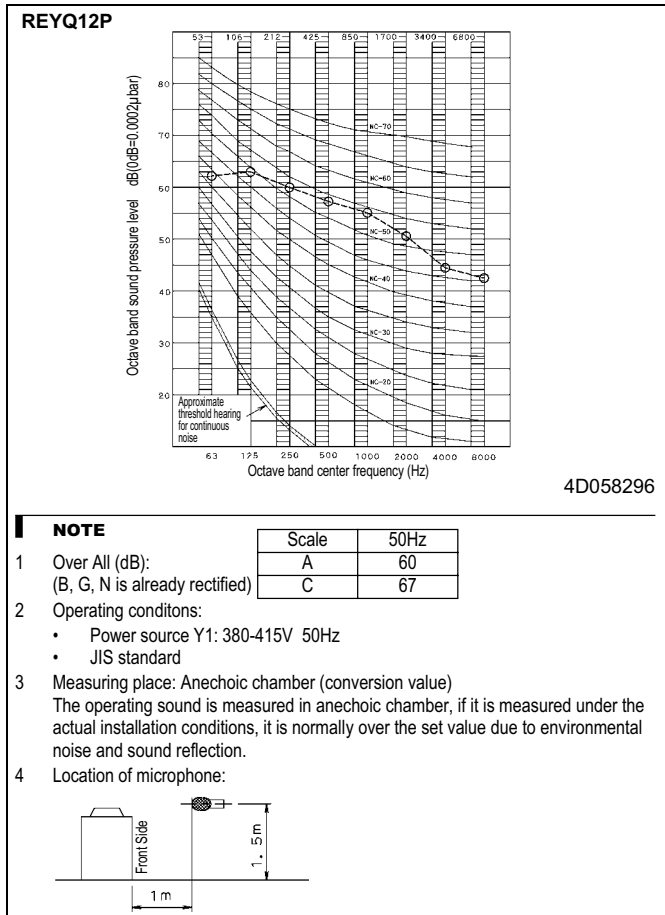 REYQ12P
53 106 212 425 850 1700 3400 6800
Octave band sound pressure level dB(0dB=0.0002µbar)
80
70
60
50
40
30
20
NC-70
NC-60
NC-50
NC-40
NC-30
NC-20
Approximate
threshold hearing
for continuous
noise
63 125 250 500 1000 2000 4000 8000
Octave band center frequency (Hz)
4D058296
NOTE
1 Over All (dB):
(B, G, N is already rectified)
Scale 50Hz
A 60
C 67
2 Operating conditons:
• Power source Y1: 380-415V 50Hz
• JIS standard
3 Measuring place: Anechoic chamber (conversion value)
The operating sound is measured in anechoic chamber, if it is measured under the
actual installation conditions, it is normally over the set value due to environmental
noise and sound reflection.
4 Location of microphone:
Front Side
1. 5m
1 m